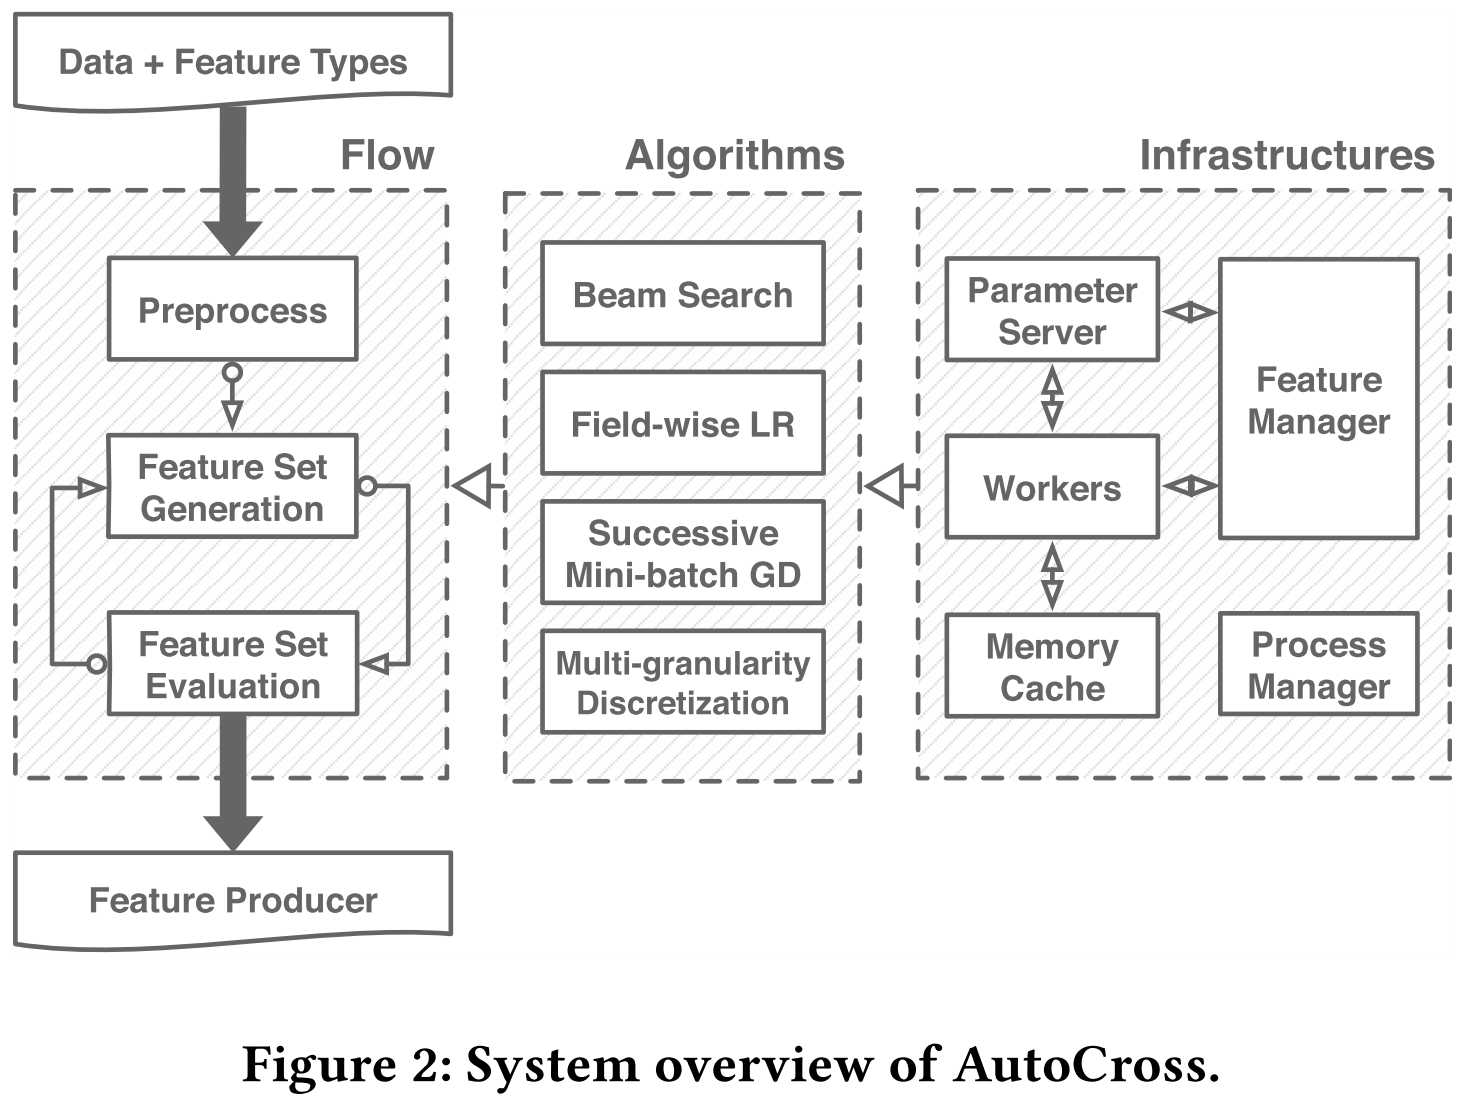 Data + Feature Types
Flow
Preprocess
Feature Set
Generation
Feature Set
Evaluation
Feature Producer
Algorithms
Beam Search
Field-wise LR
Successive
Mini-batch GD
Multi-granularity
Discretization
Infrastructures
Parameter
Server
Workers
Memory
Cache
Feature
Manager
Process
Manager
Figure 2: System overview of AutoCross.